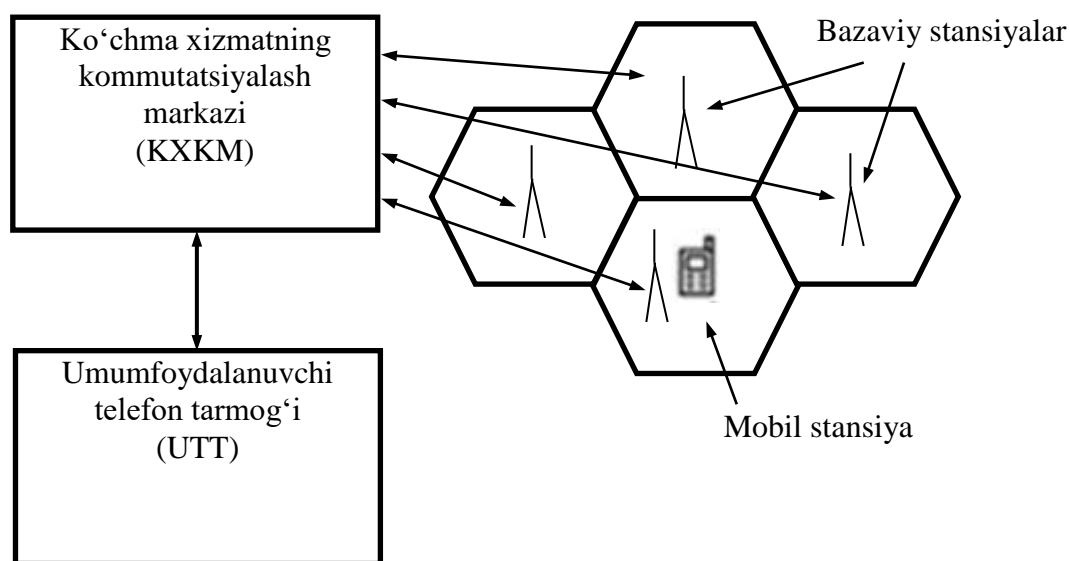 Ko‘chma xizmatning
kommutatsiyalash
markazi
(KXKM)
Bazaviy stansiyalar
Umumfoydalanuvchi
telefon tarmog‘i
(UTT)
Mobil stansiya